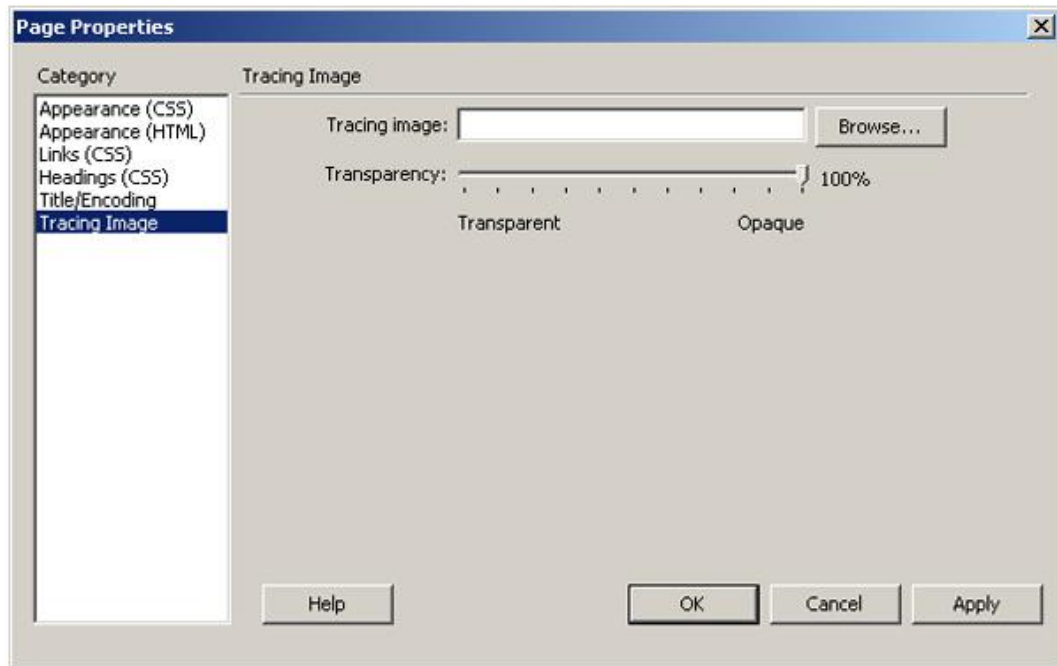 Page Properties
Category
Appearance (CSS)
Appearance (HTML)
Links (CSS)
Headings (CSS)
Title/Encoding
Tracing Image
Tracing Image
Tracing image:
Browse...
Transparency:
100%
Transparent
Opaque
Help
OK
Cancel
Apply